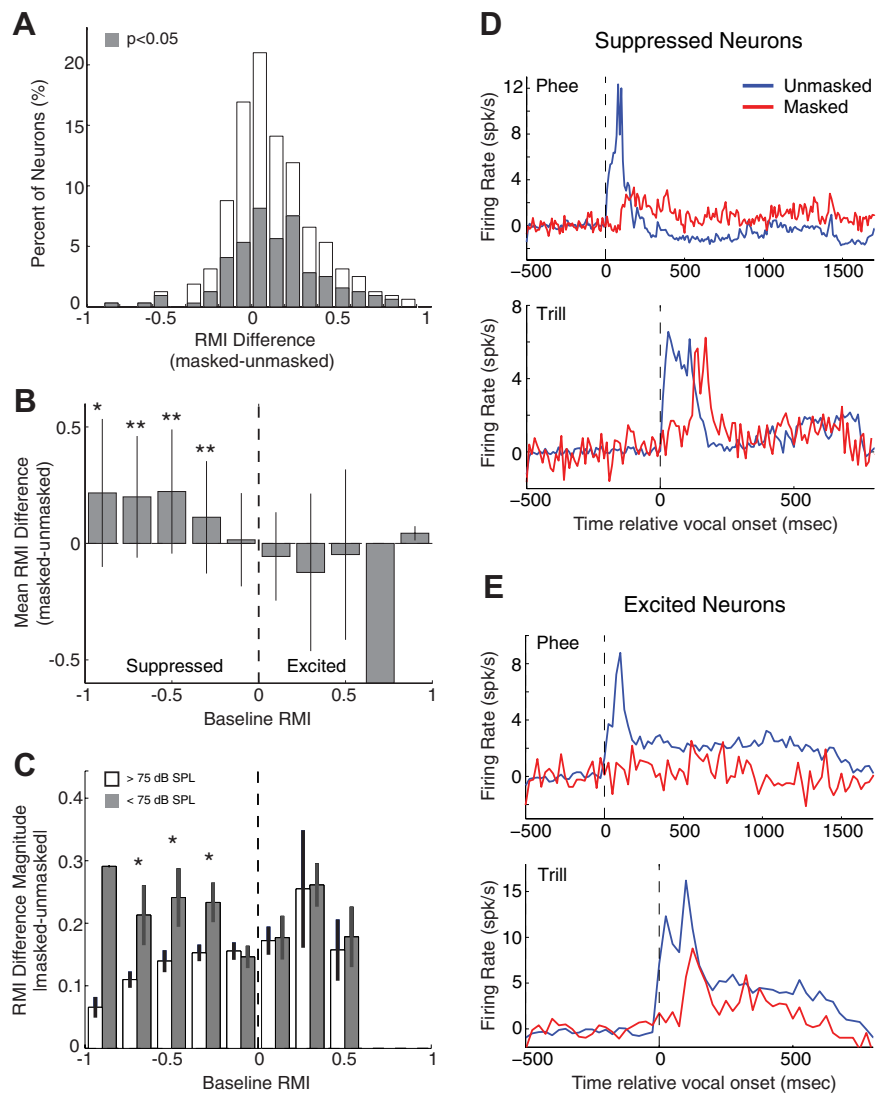 A
p<0.05
20
15
10
5
0
Percent of Neurons (%)
-1
-0.5
0
0.5
1
RMI Difference
(masked-unmasked)
B
* ** ** **
0.5
0
-0.5
Mean RMI Difference
(masked-unmasked)
Suppressed
Excited
-1
-0.5
0
0.5
1
Baseline RMI
C
> 75 dB SPL
< 75 dB SPL
0.4
0.3
0.2
0.1
0
* * *
RMI Difference Magnitude
|masked-unmasked|
-1
-0.5
0
0.5
1
Baseline RMI
D
Suppressed Neurons
Phee
Unmasked
Masked
12
8
4
0
Firing Rate (spk/s)
−500
0
500
1000
1500
Trill
8
4
0
Firing Rate (spk/s)
−500
0
500
Time relative vocal onset (msec)
E
Excited Neurons
Phee
8
4
0
Firing Rate (spk/s)
−500
0
500
1000
1500
Trill
15
10
5
0
Firing Rate (spk/s)
−500
0
500
Time relative vocal onset (msec)